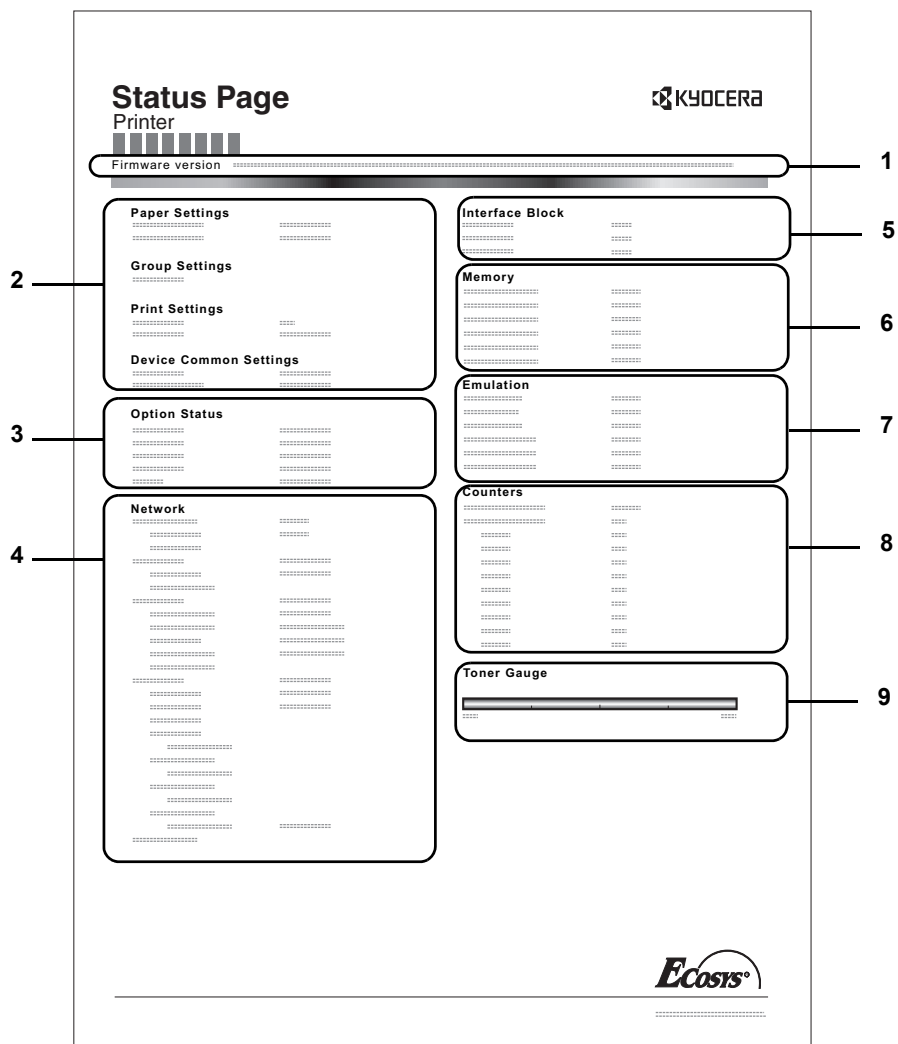 Status Page
KYOCERA
Printer
Firmware version
1
Paper Settings
Group Settings
Print Settings
Device Common Settings
2
Option Status
3
Network
4
Interface Block
5
Memory
6
Emulation
7
Counters
8
Toner Gauge
9
ECOSYS